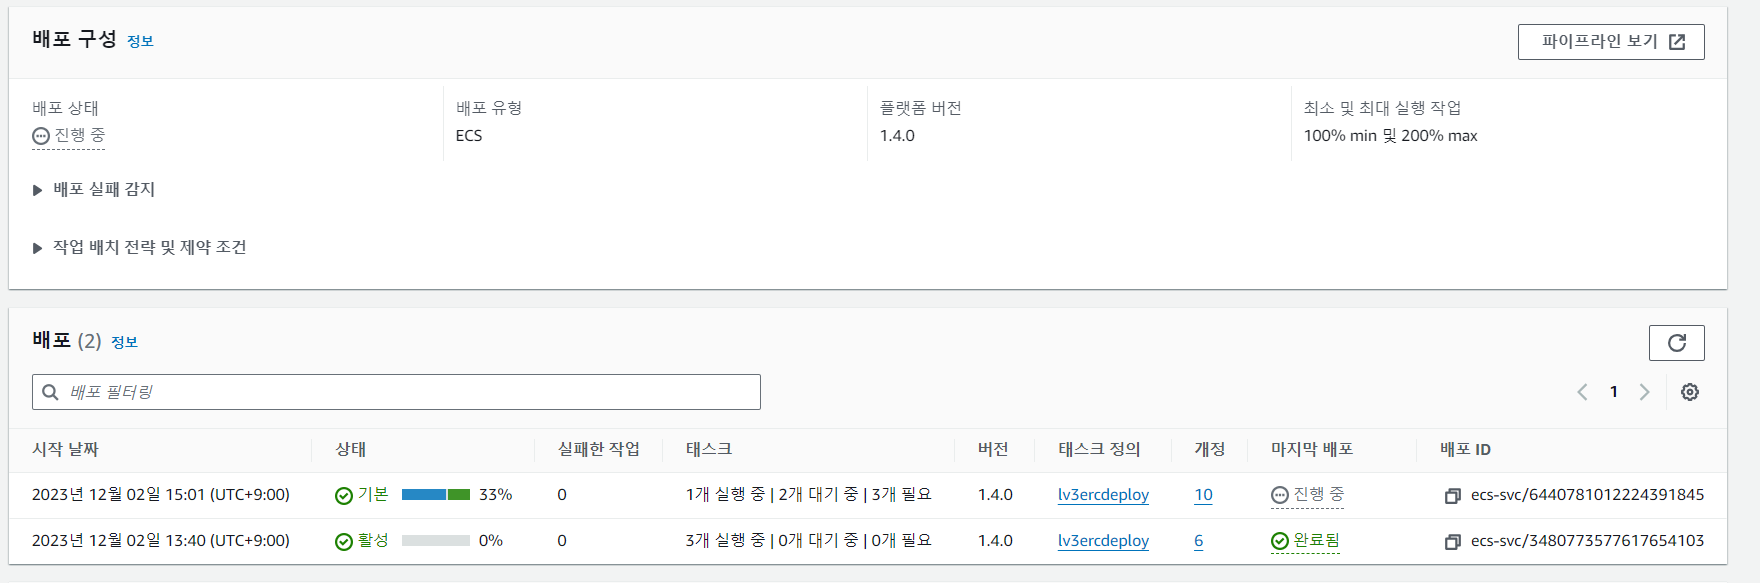 배포 구성 정보
파이프라인 보기
배포 상태
진행 중
배포 유형
ECS
플랫폼 버전
1.4.0
최소 및 최대 실행 작업
100% min 및 200% max
배포 실패 감지
작업 배치 전략 및 제약 조건
배포 (2) 정보
배포 필터링
1
시작 날짜 상태 실패한 작업 태스크 버전 태스크 정의 개정 마지막 배포 배포 ID
2023년 12월 02일 15:01 (UTC+9:00) 기본 33% 0 1개 실행 중 | 2개 대기 중 | 3개 필요 1.4.0 lv3ercdeploy 10 진행 중 ecs-svc/6440781012224391845
2023년 12월 02일 13:40 (UTC+9:00) 활성 0% 0 3개 실행 중 | 0개 대기 중 | 0개 필요 1.4.0 lv3ercdeploy 6 완료됨 ecs-svc/3480773577617654103